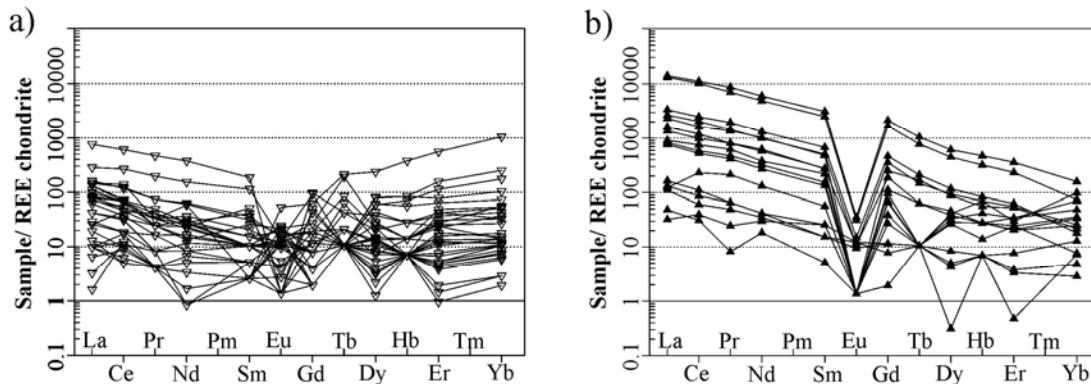 a)
Sample/ REE chondrite
10000
1000
100
10
1
0.1
La
Pr
Pm
Eu
Tb
Hb
Tm
Ce
Nd
Sm
Gd
Dy
Er
Yb
b)
Sample/ REE chondrite
10000
1000
100
10
1
0.1
La
Pr
Pm
Eu
Tb
Hb
Tm
Ce
Nd
Sm
Gd
Dy
Er
Yb